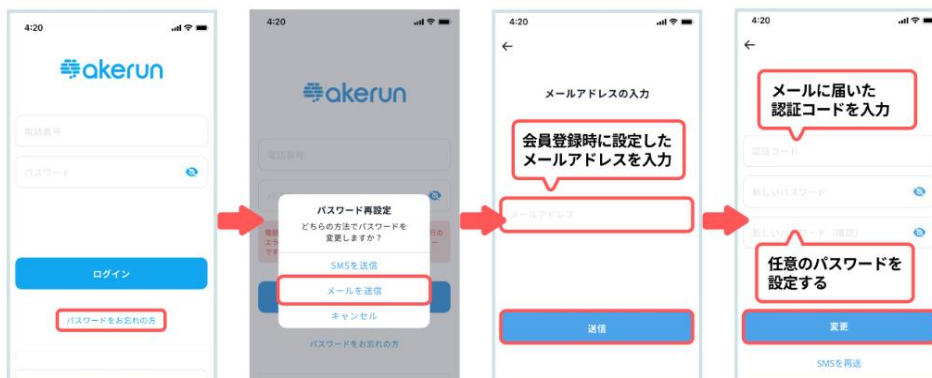 4:20
akerun
電話番号
パスワード
ログイン
パスワードをお忘れの方
4:20
akerun
電話番号
パスワード再設定
どちらの方法でパスワードを
変更しますか？
SMSを送信
メールを送信
キャンセル
パスワードをお忘れの方
4:20
←
メールアドレスの入力
会員登録時に設定した
メールアドレスを入力
メールアドレス
送信
4:20
←
メールに届いた
認証コードを入力
認証コード
新しいパスワード
新しいパスワード（確認）
任意のパスワードを
設定する
変更
SMSを再送